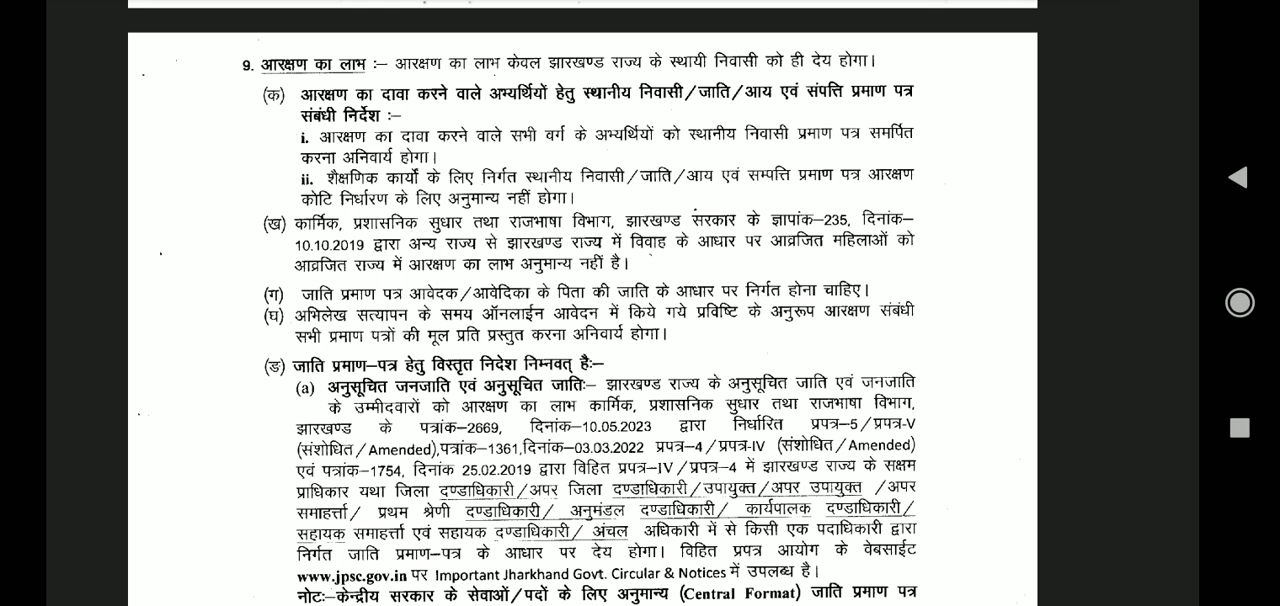 9. आरक्षण का लाभ :– आरक्षण का लाभ केवल झारखण्ड राज्य के स्थायी निवासी को ही देय होगा।
(क) आरक्षण का दावा करने वाले अभ्यर्थियों हेतु स्थानीय निवासी/जाति/आय एवं संपत्ति प्रमाण पत्र
संबंधी निर्देश :–
i. आरक्षण का दावा करने वाले सभी वर्ग के अभ्यर्थियों को स्थानीय निवासी प्रमाण पत्र समर्पित
करना अनिवार्य होगा।
ii. शैक्षणिक कार्यो के लिए निर्गत स्थानीय निवासी/जाति/आय एवं सम्पत्ति प्रमाण पत्र आरक्षण
कोटि निर्धारण के लिए अनुमान्य नहीं होगा।
(ख) कार्मिक, प्रशासनिक सुधार तथा राजभाषा विभाग, झारखण्ड सरकार के ज्ञापांक–235, दिनांक–
10.10.2019 द्वारा अन्य राज्य से झारखण्ड राज्य में विवाह के आधार पर आव्रजित महिलाओं को
आव्रजित राज्य में आरक्षण का लाभ अनुमान्य नहीं है।
(ग) जाति प्रमाण पत्र आवेदक/आवेदिका के पिता की जाति के आधार पर निर्गत होना चाहिए।
(घ) अभिलेख सत्यापन के समय ऑनलाईन आवेदन में किये गये प्रविष्टि के अनुरूप आरक्षण संबंधी
सभी प्रमाण पत्रों की मूल प्रति प्रस्तुत करना अनिवार्य होगा।
(ङ) जाति प्रमाण–पत्र हेतु विस्तृत निदेश निम्नवत् हैः–
(a) अनुसूचित जनजाति एवं अनुसूचित जातिः– झारखण्ड राज्य के अनुसूचित जाति एवं जनजाति
के उम्मीदवारों को आरक्षण का लाभ कार्मिक, प्रशासनिक सुधार तथा राजभाषा विभाग,
झारखण्ड के पत्रांक–2669, दिनांक–10.05.2023 द्वारा निर्धारित प्रपत्र–5/प्रपत्र-V
(संशोधित/Amended),पत्रांक–1361,दिनांक–03.03.2022 प्रपत्र–4/प्रपत्र-IV (संशोधित/Amended)
एवं पत्रांक–1754, दिनांक 25.02.2019 द्वारा विहित प्रपत्र–IV/प्रपत्र–4 में झारखण्ड राज्य के सक्षम
प्राधिकार यथा जिला दण्डाधिकारी/अपर जिला दण्डाधिकारी/उपायुक्त/अपर उपायुक्त /अपर
समाहर्त्ता/ प्रथम श्रेणी दण्डाधिकारी/ अनुमंडल दण्डाधिकारी/ कार्यपालक दण्डाधिकारी/
सहायक समाहर्त्ता एवं सहायक दण्डाधिकारी/ अंचल अधिकारी में से किसी एक पदाधिकारी द्वारा
निर्गत जाति प्रमाण–पत्र के आधार पर देय होगा। विहित प्रपत्र आयोग के वेबसाईट
www.jpsc.gov.in पर Important Jharkhand Govt. Circular & Notices में उपलब्ध है।
नोटः–केन्द्रीय सरकार के सेवाओं/पदों के लिए अनुमान्य (Central Format) जाति प्रमाण पत्र